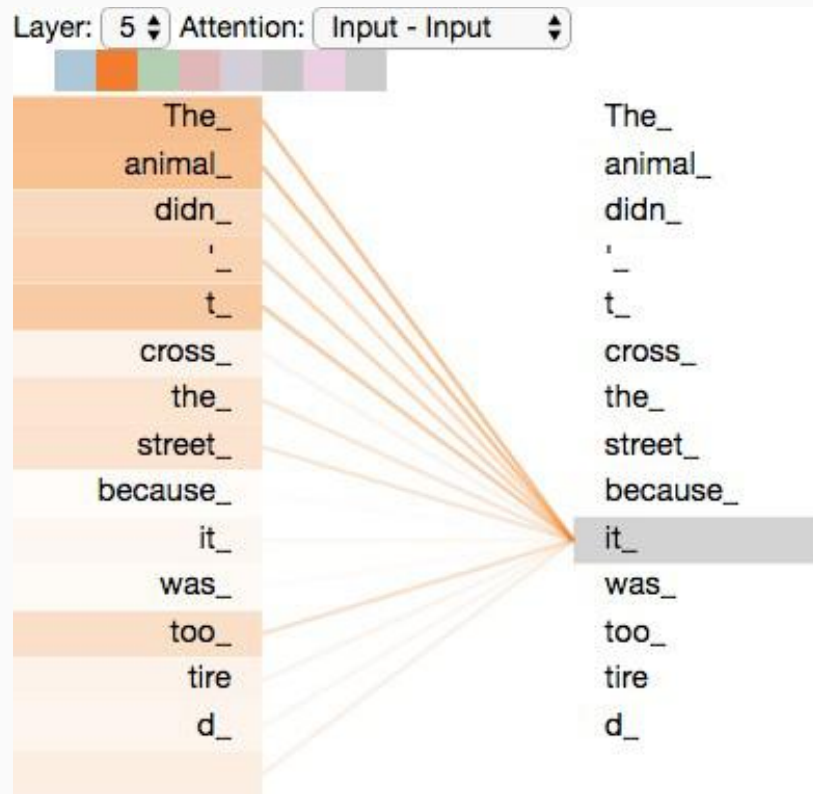 Layer: 5 Attention: Input - Input
The_ The_
animal_ animal_
didn_ didn_
'_ '_
t_ t_
cross_ cross_
the_ the_
street_ street_
because_ because_
it_ it_
was_ was_
too_ too_
tire tire
d_ d_